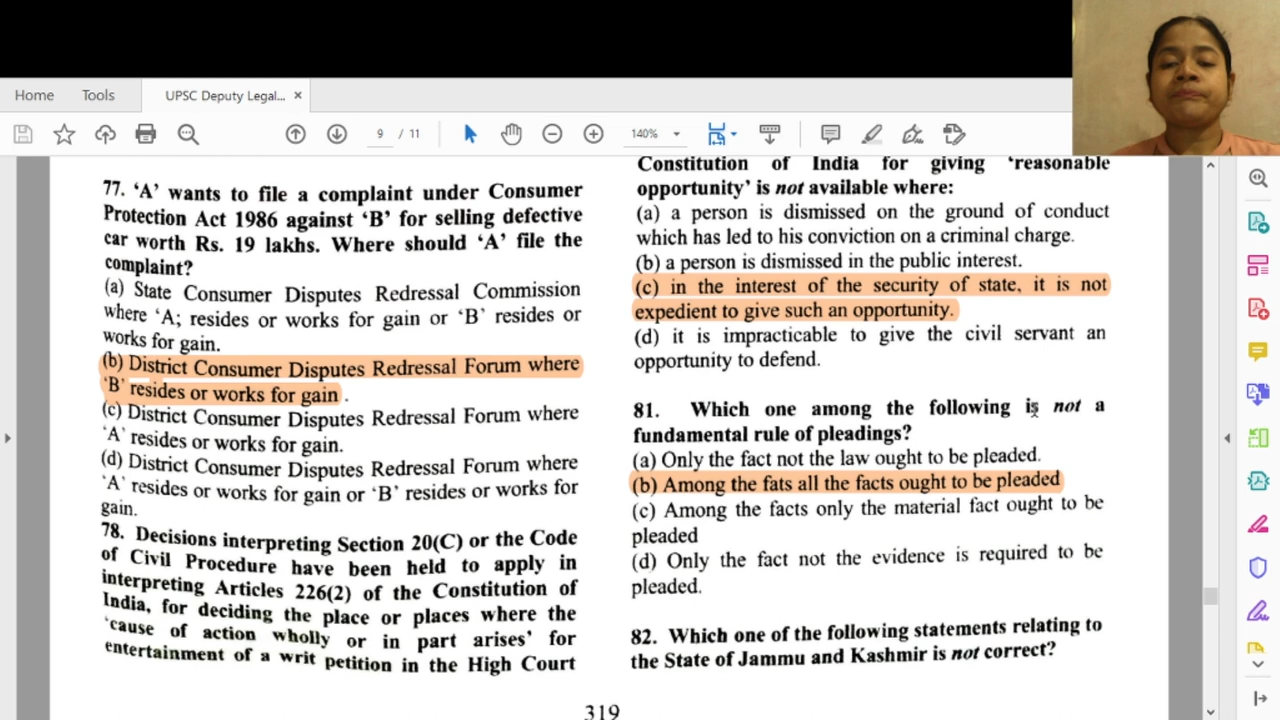 Home
Tools
UPSC Deputy Legal... ×
9 / 11
140%
77. ‘A’ wants to file a complaint under Consumer
Protection Act 1986 against ‘B’ for selling defective
car worth Rs. 19 lakhs. Where should ‘A’ file the
complaint?
(a) State Consumer Disputes Redressal Commission
where ‘A; resides or works for gain or ‘B’ resides or
works for gain.
(b) District Consumer Disputes Redressal Forum where
‘B’ resides or works for gain .
(c) District Consumer Disputes Redressal Forum where
‘A’ resides or works for gain.
(d) District Consumer Disputes Redressal Forum where
‘A’ resides or works for gain or ‘B’ resides or works for
gain.
78. Decisions interpreting Section 20(C) or the Code
of Civil Procedure have been held to apply in
interpreting Articles 226(2) of the Constitution of
India, for deciding the place or places where the
‘cause of action wholly or in part arises’ for
entertainment of a writ petition in the High Court
Constitution of India for giving ‘reasonable
opportunity’ is not available where:
(a) a person is dismissed on the ground of conduct
which has led to his conviction on a criminal charge.
(b) a person is dismissed in the public interest.
(c) in the interest of the security of state, it is not
expedient to give such an opportunity.
(d) it is impracticable to give the civil servant an
opportunity to defend.
81. Which one among the following is not a
fundamental rule of pleadings?
(a) Only the fact not the law ought to be pleaded.
(b) Among the fats all the facts ought to be pleaded
(c) Among the facts only the material fact ought to be
pleaded
(d) Only the fact not the evidence is required to be
pleaded.
82. Which one of the following statements relating to
the State of Jammu and Kashmir is not correct?
319